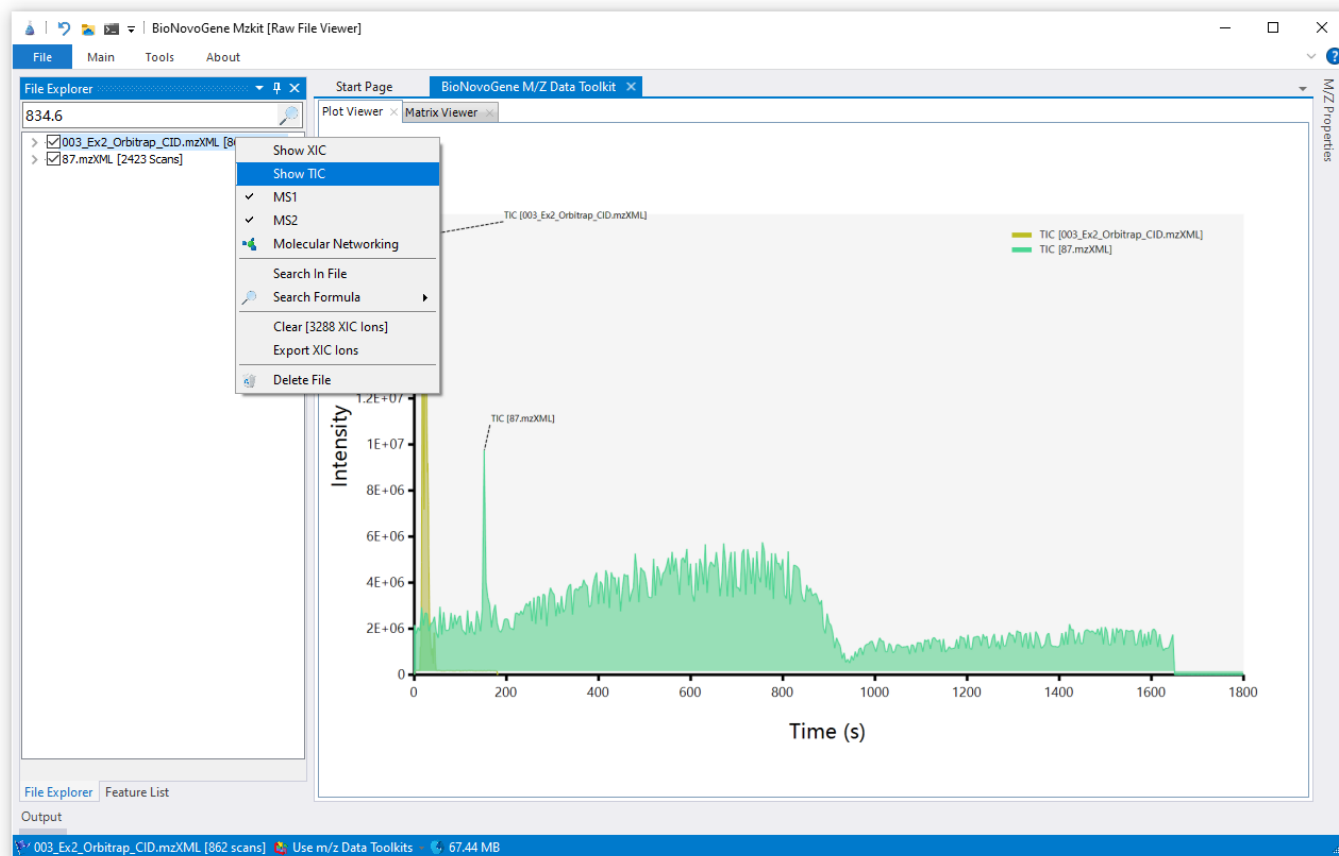 BioNovoGene Mzkit [Raw File Viewer]
File Main Tools About
File Explorer
834.6
003_Ex2_Orbitrap_CID.mzXML [86
87.mzXML [2423 Scans]
Show XIC
Show TIC
MS1
MS2
Molecular Networking
Search In File
Search Formula
Clear [3288 XIC Ions]
Export XIC Ions
Delete File
File Explorer Feature List
Start Page BioNovoGene M/Z Data Toolkit
Plot Viewer Matrix Viewer
TIC [003_Ex2_Orbitrap_CID.mzXML]
TIC [003_Ex2_Orbitrap_CID.mzXML]
TIC [87.mzXML]
TIC [87.mzXML]
Intensity
1.2E+07
1E+07
8E+06
6E+06
4E+06
2E+06
0
0 200 400 600 800 1000 1200 1400 1600 1800
Time (s)
M/Z Properties
Output
003_Ex2_Orbitrap_CID.mzXML [862 scans] Use m/z Data Toolkits 67.44 MB